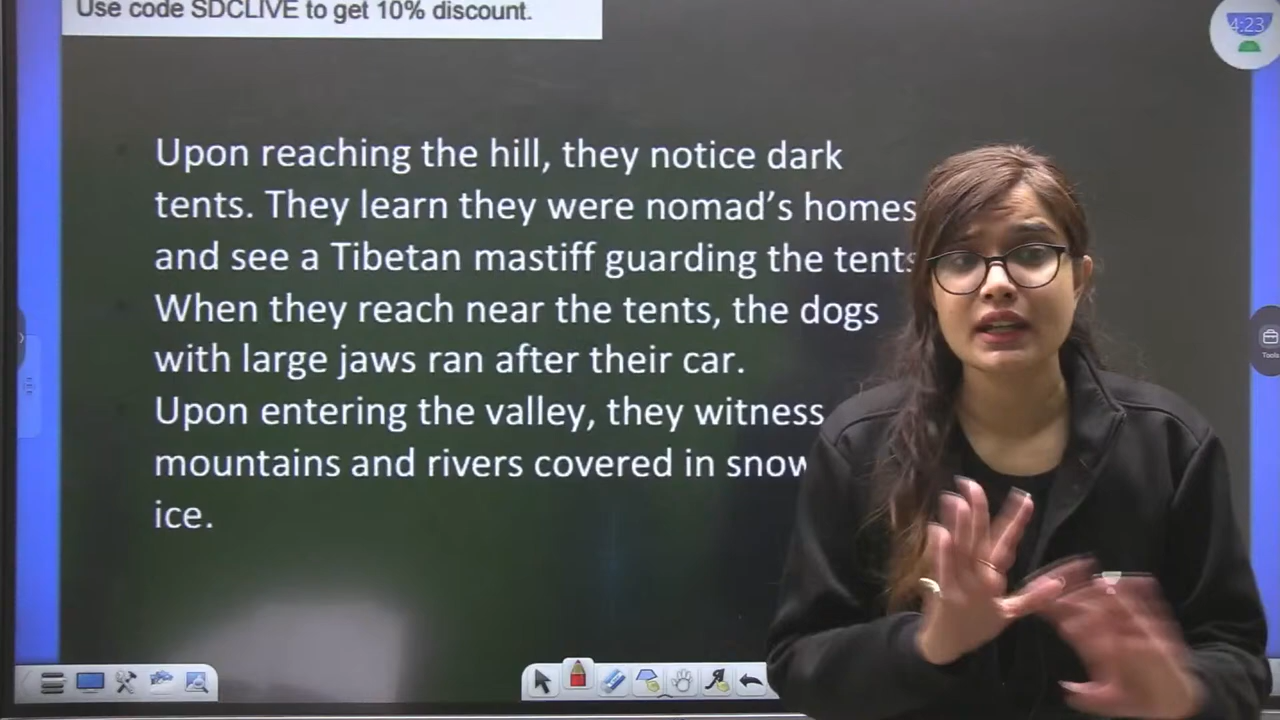 Use code SDCLIVE to get 10% discount.
4:23
Upon reaching the hill, they notice dark
tents. They learn they were nomad's homes
and see a Tibetan mastiff guarding the tents
When they reach near the tents, the dogs
with large jaws ran after their car.
Upon entering the valley, they witness
mountains and rivers covered in snow
ice.
Tools